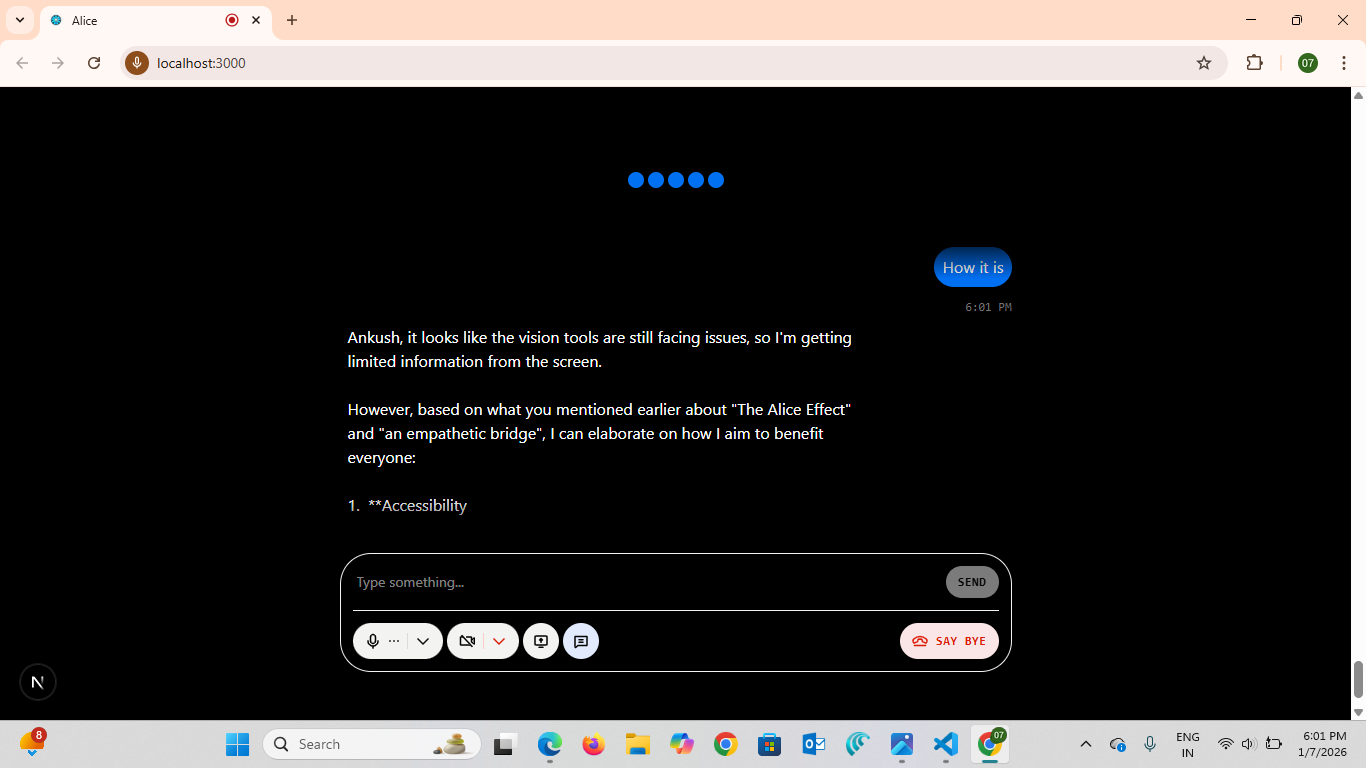 Alice
localhost:3000
07
How it is
6:01 PM
Ankush, it looks like the vision tools are still facing issues, so I'm getting
limited information from the screen.
However, based on what you mentioned earlier about "The Alice Effect"
and "an empathetic bridge", I can elaborate on how I aim to benefit
everyone:
1. **Accessibility
Type something...
SEND
SAY BYE
N
8
Search
07
ENG
IN
6:01 PM
1/7/2026